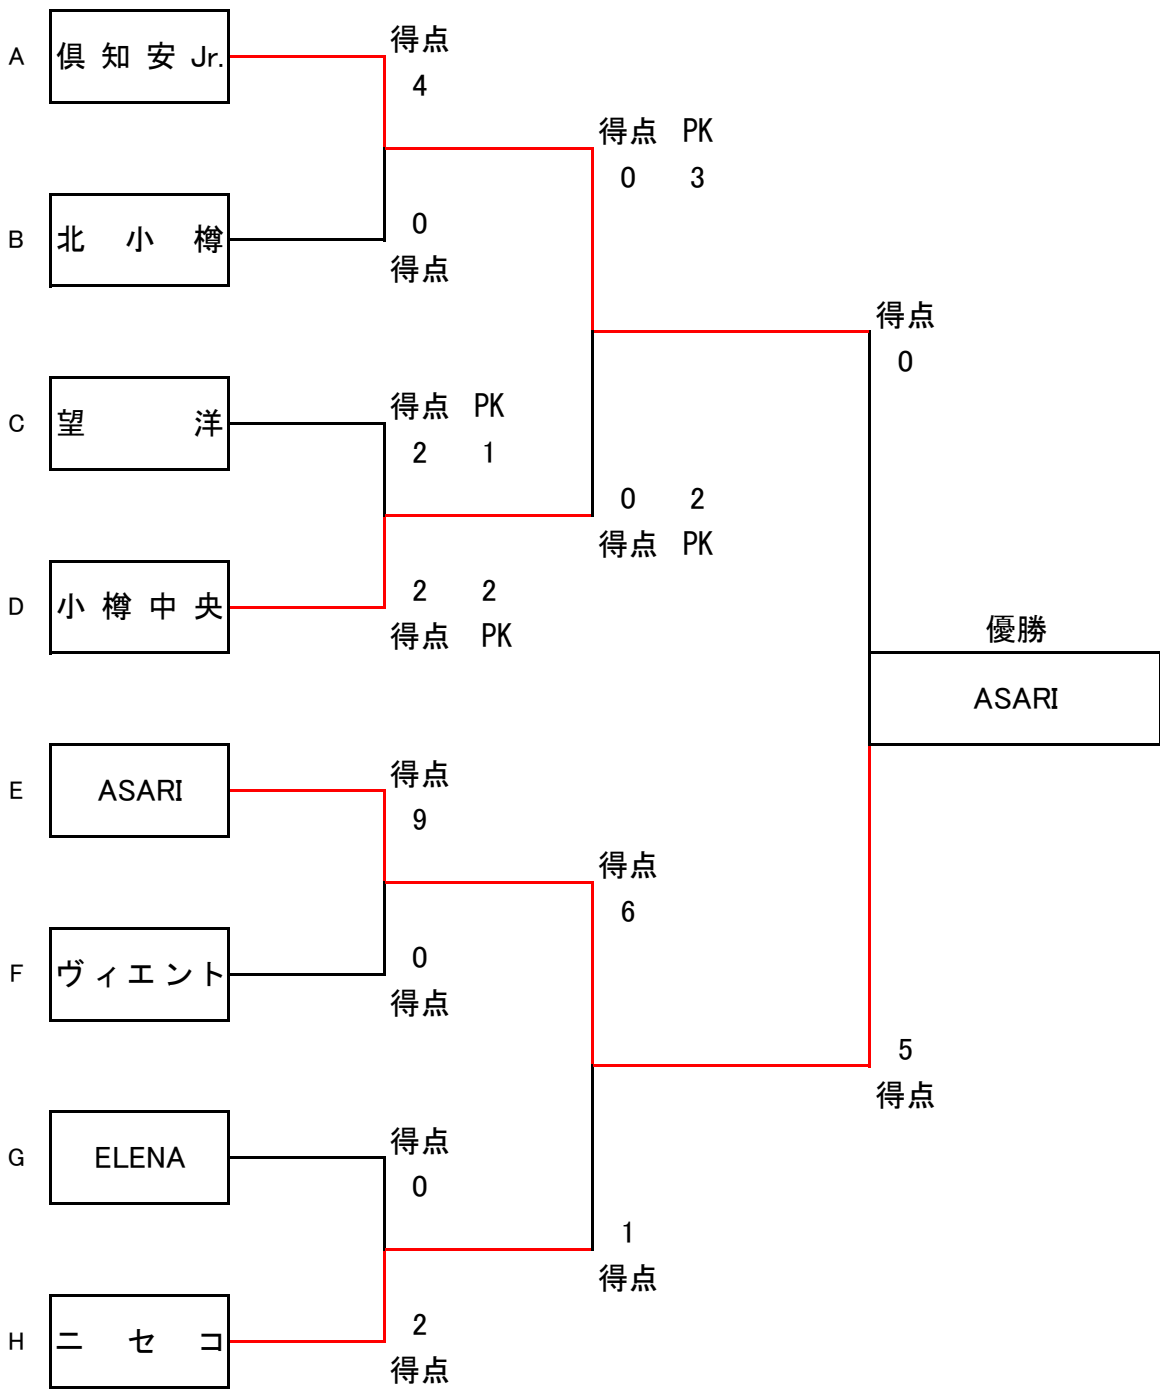 得点
A 倶知安Jr.
4
得点 PK
0 3
0
B 北小樽
得点
得点
0
得点 PK
C 望洋
2 1
0 2
得点 PK
2 2
D 小樽中央
得点 PK
優勝
ASARI
得点
E ASARI
9
得点
6
0
F ヴィエント
得点
5
得点
得点
G ELENA
0
1
得点
2
H ニセコ
得点